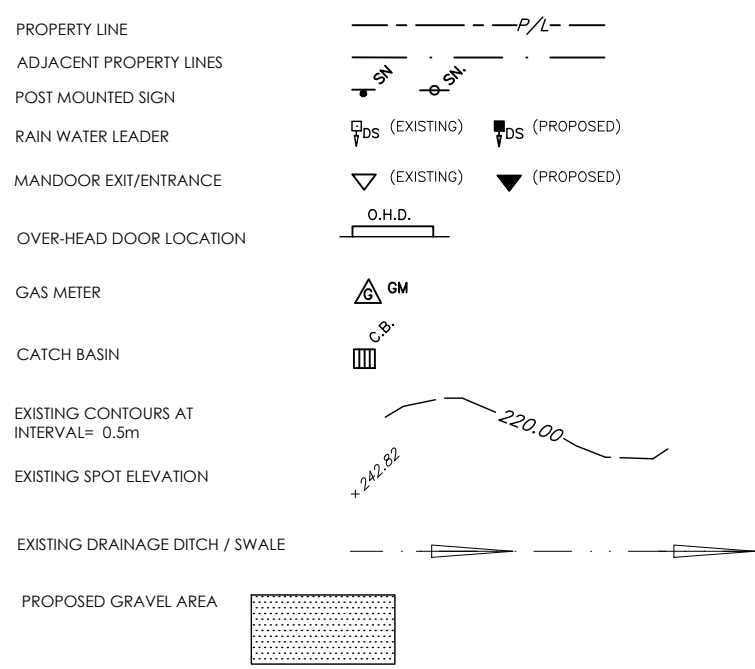 PROPERTY LINE P/L
ADJACENT PROPERTY LINES
POST MOUNTED SIGN SN SN.
RAIN WATER LEADER DS (EXISTING) DS (PROPOSED)
MANDOOR EXIT/ENTRANCE (EXISTING) (PROPOSED)
O.H.D.
OVER-HEAD DOOR LOCATION
GAS METER G GM
C.B.
CATCH BASIN
EXISTING CONTOURS AT
INTERVAL= 0.5m
220.00
EXISTING SPOT ELEVATION +242.82
EXISTING DRAINAGE DITCH / SWALE
PROPOSED GRAVEL AREA